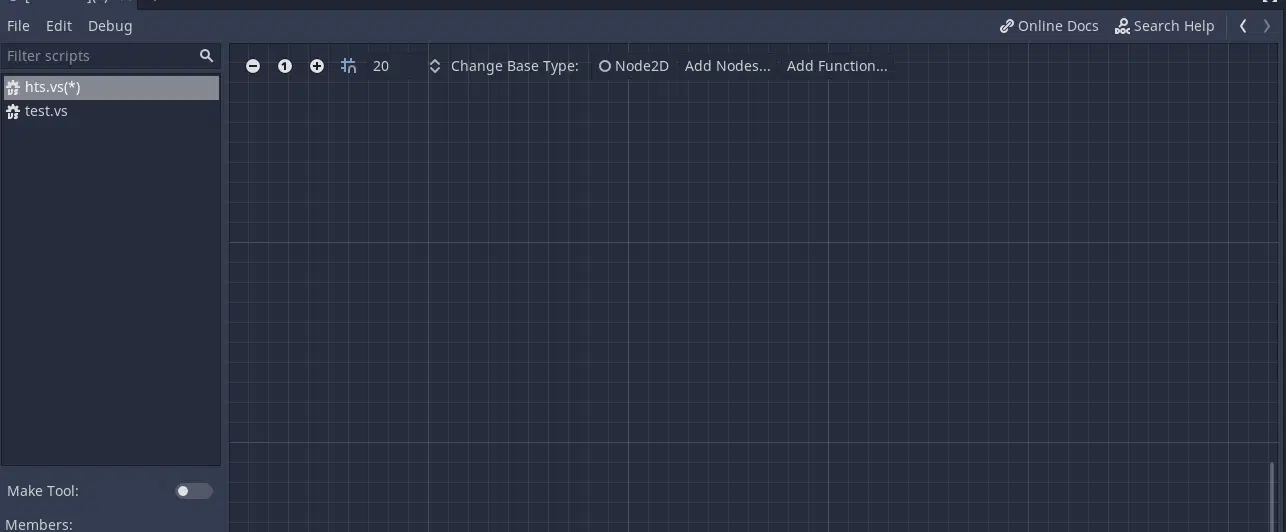 File Edit Debug Online Docs Search Help
Filter scripts
20 Change Base Type: Node2D Add Nodes... Add Function...
hts.vs(*)
test.vs
Make Tool:
Members: